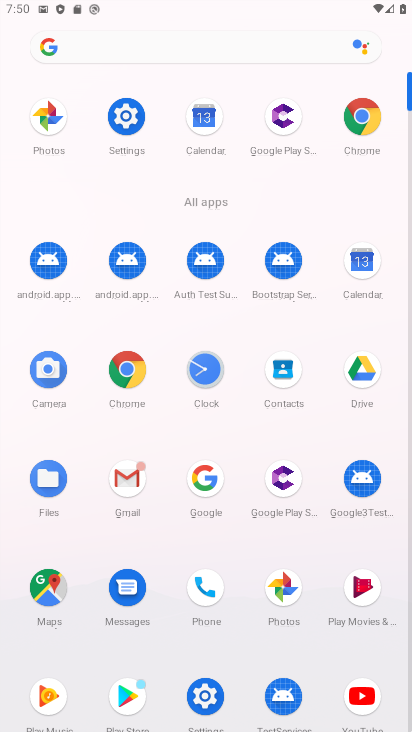 7:50
Photos Settings Calendar Google Play S... Chrome
All apps
android.app.... android.app.... Auth Test Su... Bootstrap Ser... Calendar
Camera Chrome Clock Contacts Drive
Files Gmail Google Google Play S... Google3Test...
Maps Messages Phone Photos Play Movies & ...
Play Music Play Store Settings TestServices YouTube